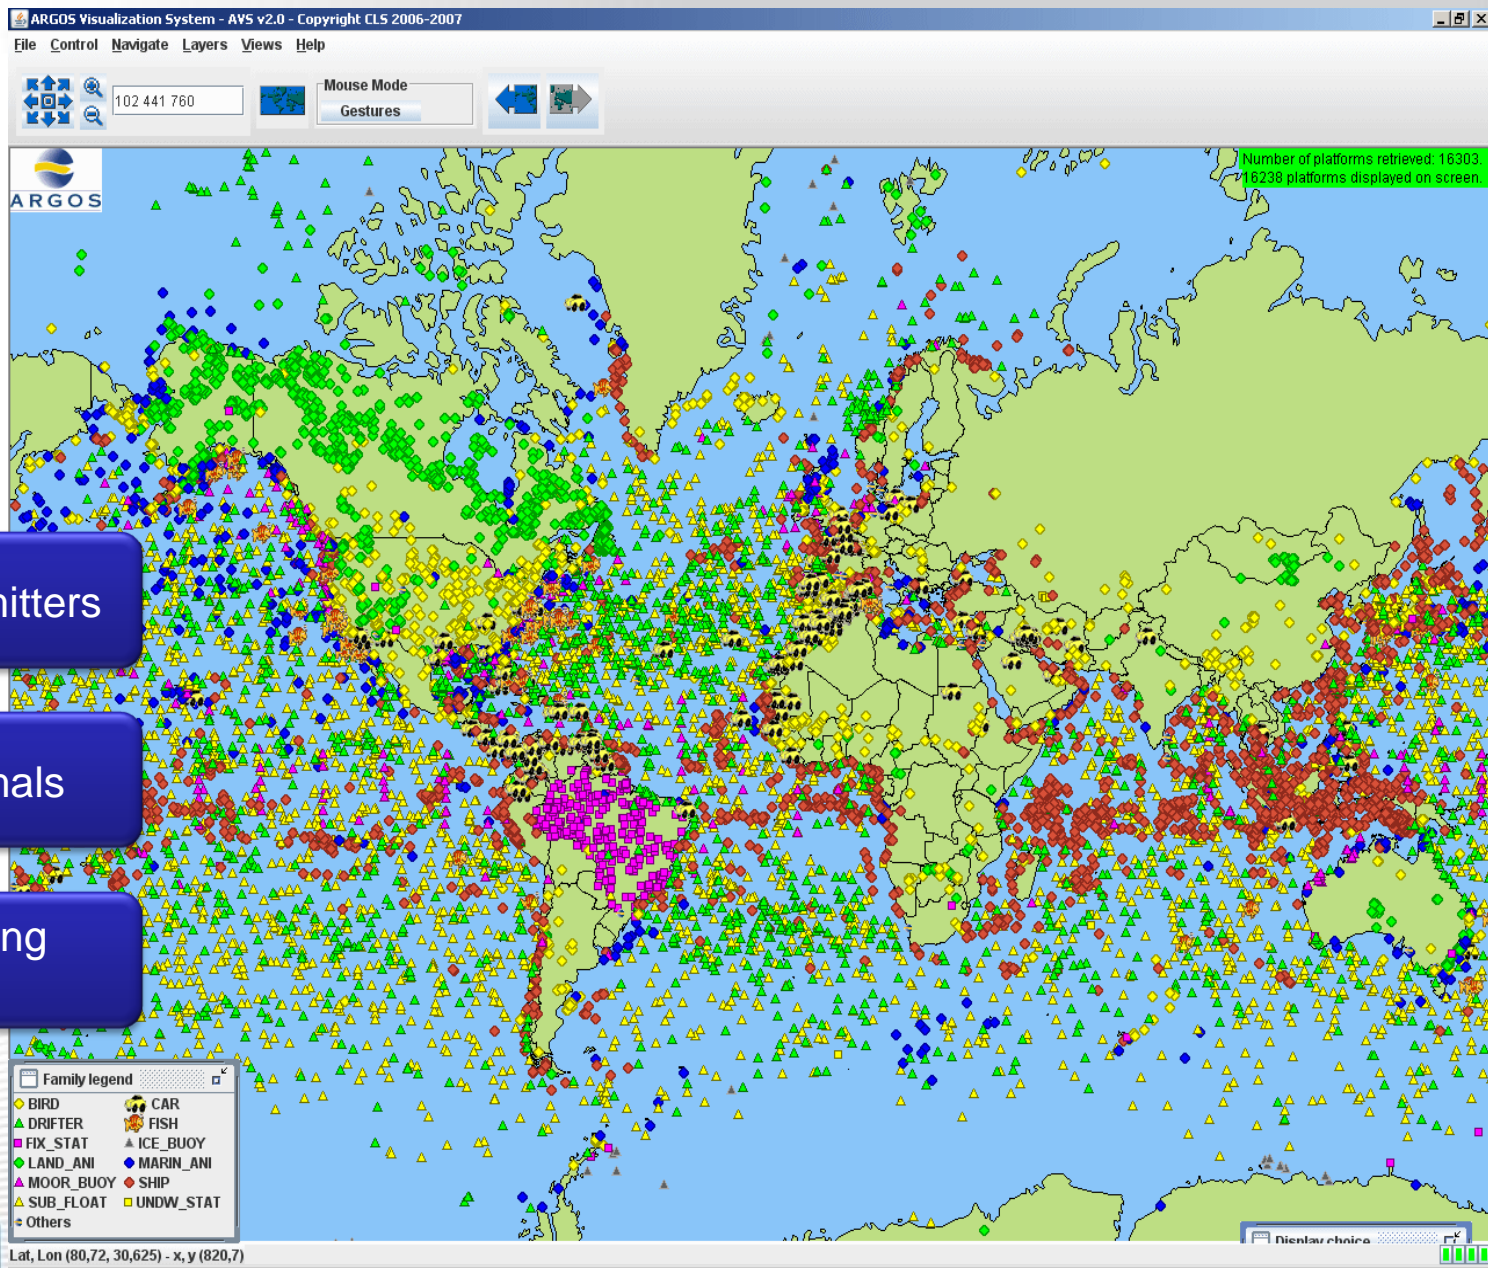 ARGOS Visualization System - AVS v2.0 - Copyright CLS 2006-2007
File Control Navigate Layers Views Help
102 441 760
Mouse Mode
Gestures
ARGOS
Number of platforms retrieved: 16303.
16238 platforms displayed on screen.
Family legend
BIRD CAR
DRIFTER FISH
FIX_STAT ICE_BUOY
LAND_ANI MARIN_ANI
MOOR_BUOY SHIP
SUB_FLOAT UNDW_STAT
Others
Display choice
Lat, Lon (80,72, 30,625) - x, y (820,7)